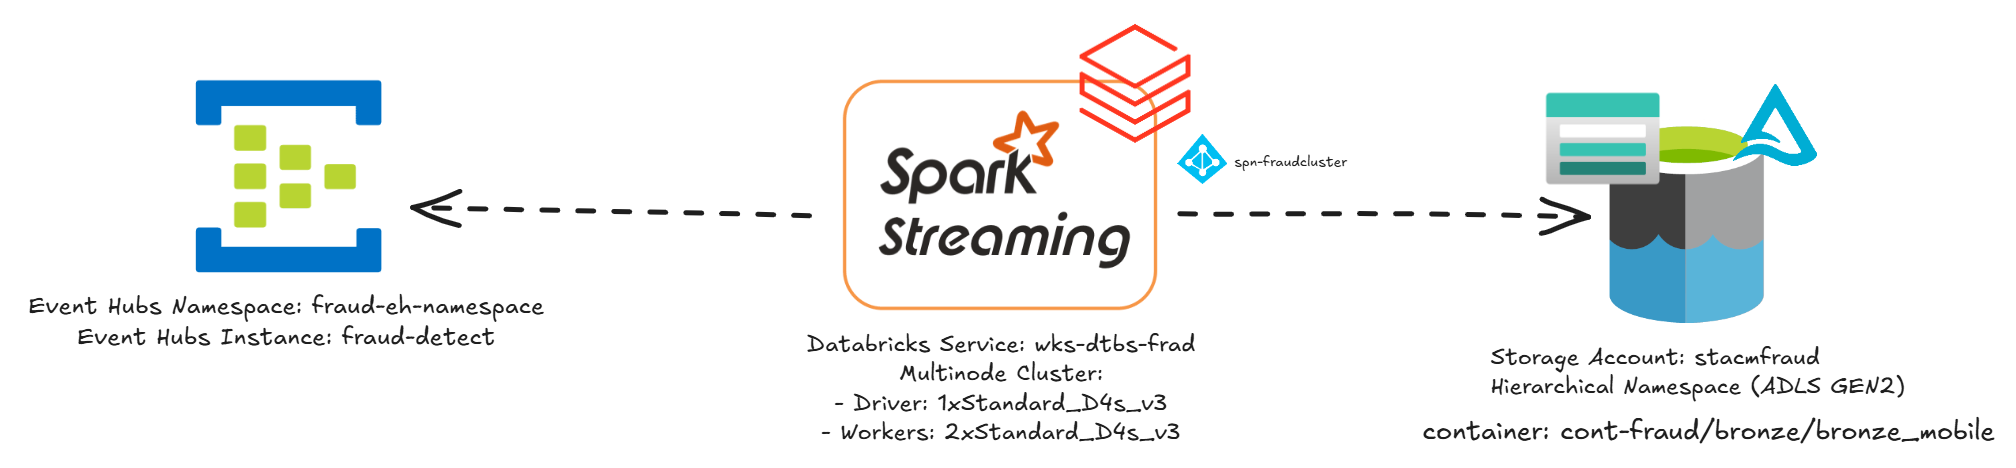 Spark
Streaming
spn-fraudcluster
Event Hubs Namespace: fraud-eh-namespace
Event Hubs Instance: fraud-detect
Databricks Service: wks-dtbs-frad
Multinode Cluster:
- Driver: 1xStandard_D4s_v3
- Workers: 2xStandard_D4s_v3
Storage Account: stacmfraud
Hierarchical Namespace (ADLS GEN2)
container: cont-fraud/bronze/bronze_mobile